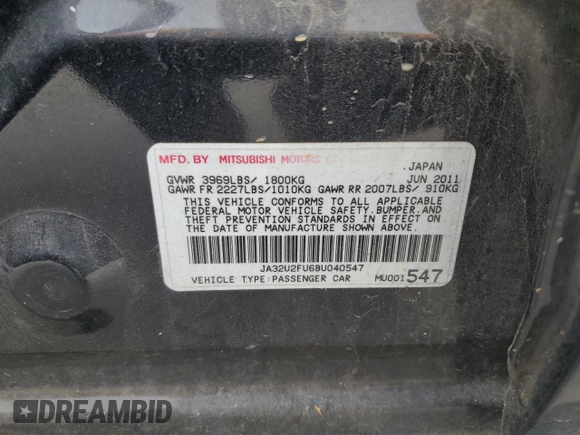 MFD. BY MITSUBISHI MOTORS CORPORATION, JAPAN
GVWR 3969LBS/ 1800KG JUN 2011
GAWR FR 2227LBS/1010KG GAWR RR 2007LBS/ 910KG
THIS VEHICLE CONFORMS TO ALL APPLICABLE
FEDERAL MOTOR VEHICLE SAFETY, BUMPER, AND
THEFT PREVENTION STANDARDS IN EFFECT ON
THE DATE OF MANUFACTURE SHOWN ABOVE.
JA32U2FU6BU040547
VEHICLE TYPE:PASSENGER CAR MU001547
DREAMBID